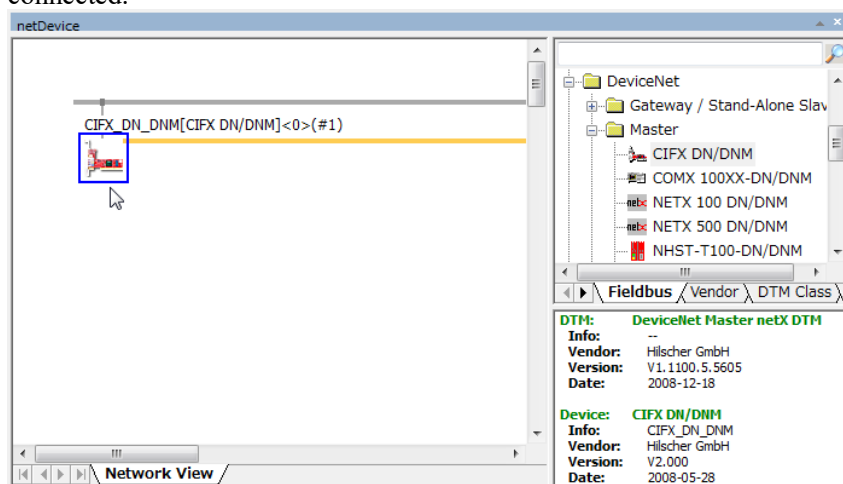 connected.
netDevice
CIFX_DN_DNM[CIFX DN/DNM]<0>(#1)
Network View
DeviceNet
Gateway / Stand-Alone Slav
Master
CIFX DN/DNM
COMX 100XX-DN/DNM
NETX 100 DN/DNM
NETX 500 DN/DNM
NHST-T100-DN/DNM
Fieldbus Vendor DTM Class
DTM: DeviceNet Master netX DTM
Info: --
Vendor: Hilscher GmbH
Version: V1.1100.5.5605
Date: 2008-12-18
Device: CIFX DN/DNM
Info: CIFX_DN_DNM
Vendor: Hilscher GmbH
Version: V2.000
Date: 2008-05-28